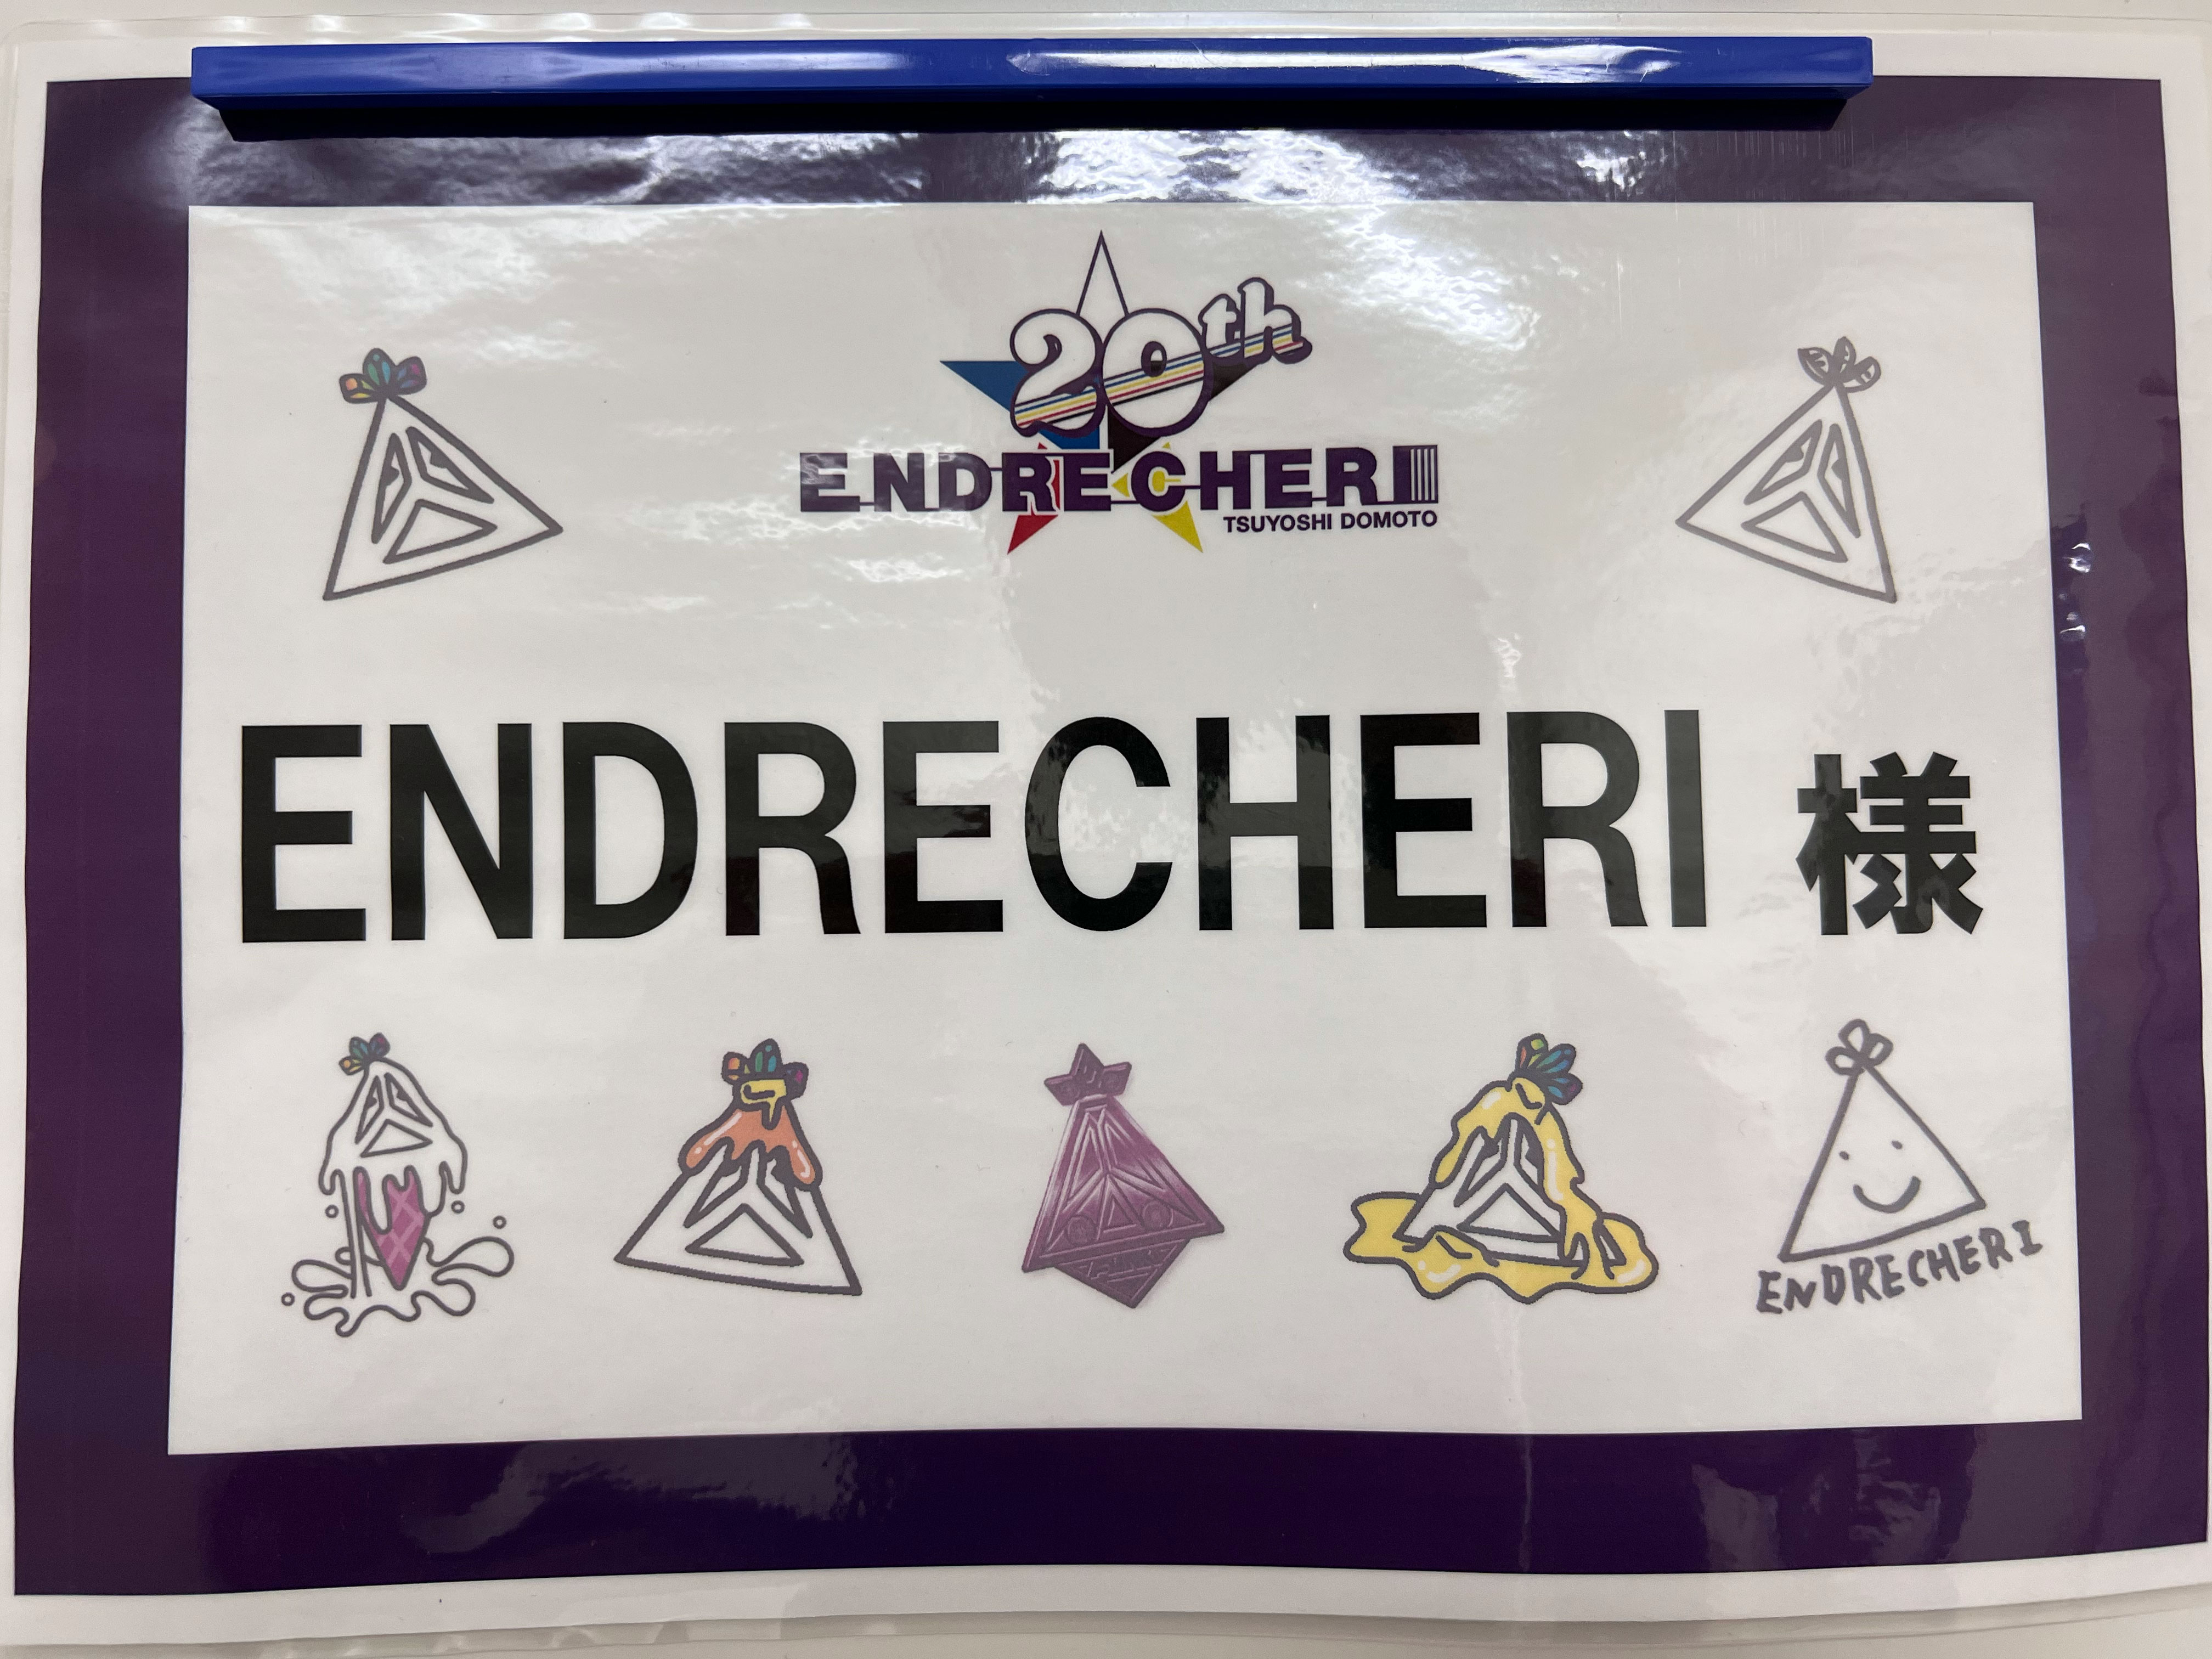 20th
ENDRECHERI
TSUYOSHI DOMOTO
ENDRECHERI 様
ENDRECHERI